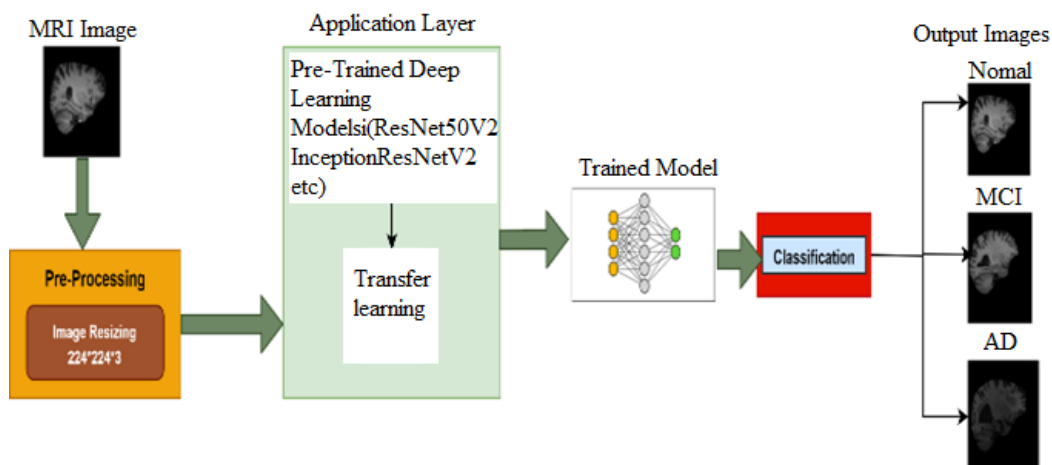 MRI Image
Pre-Processing
Image Resizing
224*224*3
Application Layer
Pre-Trained Deep
Learning
Modelsi(ResNet50V2
InceptionResNetV2
etc)
Transfer
learning
Trained Model
Classification
Output Images
Nomal
MCI
AD